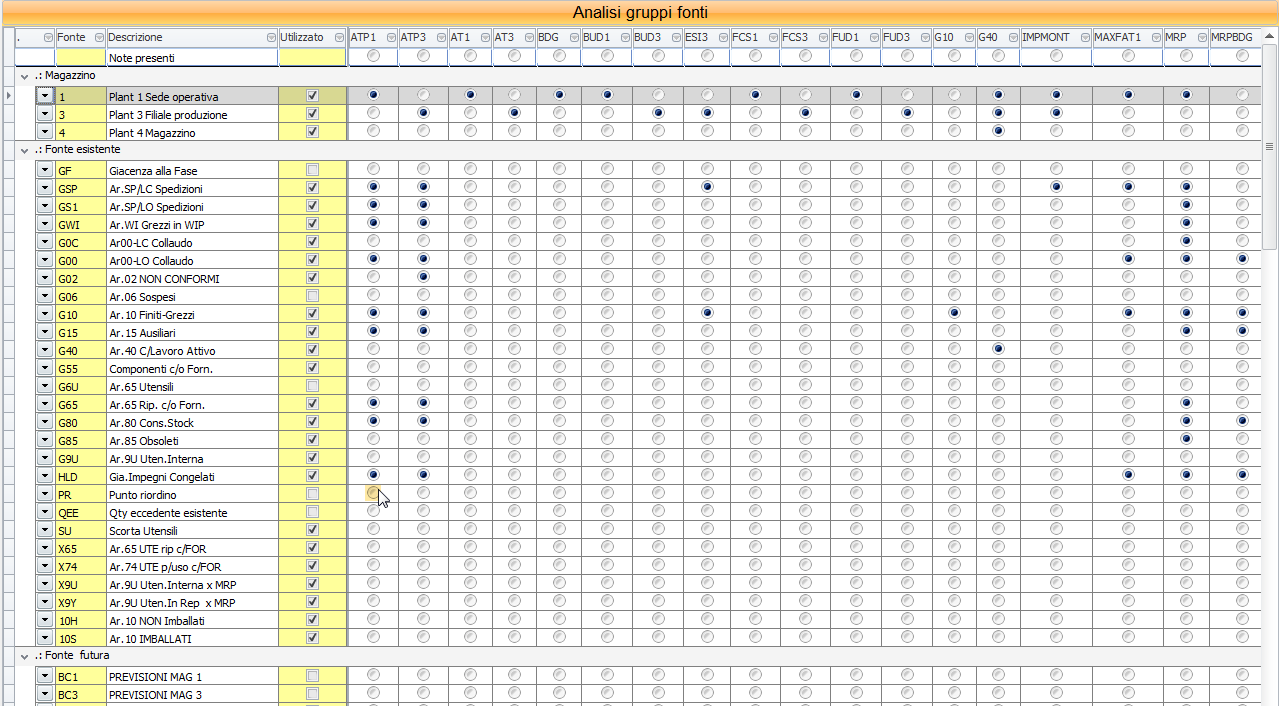 Analisi gruppi fonti
. Fonte Descrizione Utilizzato ATP1 ATP3 AT1 AT3 BDG BUD1 BUD3 ESI3 FCS1 FCS3 FUD1 FUD3 G10 G40 IMPMONT MAXFAT1 MRP MRPBDG
Note presenti
.: Magazzino
1 Plant 1 Sede operativa
3 Plant 3 Filiale produzione
4 Plant 4 Magazzino
.: Fonte esistente
GF Giacenza alla Fase
GSP Ar.SP/LC Spedizioni
GS1 Ar.SP/LO Spedizioni
GWI Ar.WI Grezzi in WIP
G0C Ar00-LC Collaudo
G00 Ar00-LO Collaudo
G02 Ar.02 NON CONFORMI
G06 Ar.06 Sospesi
G10 Ar.10 Finiti-Grezzi
G15 Ar.15 Ausiliari
G40 Ar.40 C/Lavoro Attivo
G55 Componenti c/o Forn.
G6U Ar.65 Utensili
G65 Ar.65 Rip. c/o Forn.
G80 Ar.80 Cons.Stock
G85 Ar.85 Obsoleti
G9U Ar.9U Uten.Interna
HLD Gia.Impegni Congelati
PR Punto riordino
QEE Qty eccedente esistente
SU Scorta Utensili
X65 Ar.65 UTE rip c/FOR
X74 Ar.74 UTE p/uso c/FOR
X9U Ar.9U Uten.Interna x MRP
X9Y Ar.9U Uten.In Rep x MRP
10H Ar.10 NON Imballati
10S Ar.10 IMBALLATI
.: Fonte futura
BC1 PREVISIONI MAG 1
BC3 PREVISIONI MAG 3